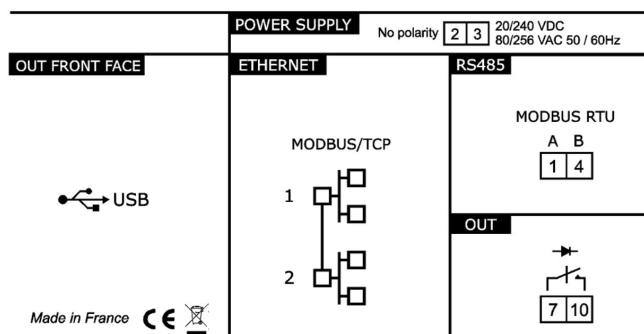 POWER SUPPLY
No polarity 2 3 20/240 VDC
80/256 VAC 50 / 60Hz
OUT FRONT FACE
USB
Made in France CE
ETHERNET
MODBUS/TCP
1
2
RS485
MODBUS RTU
A B
1 4
OUT
7 10